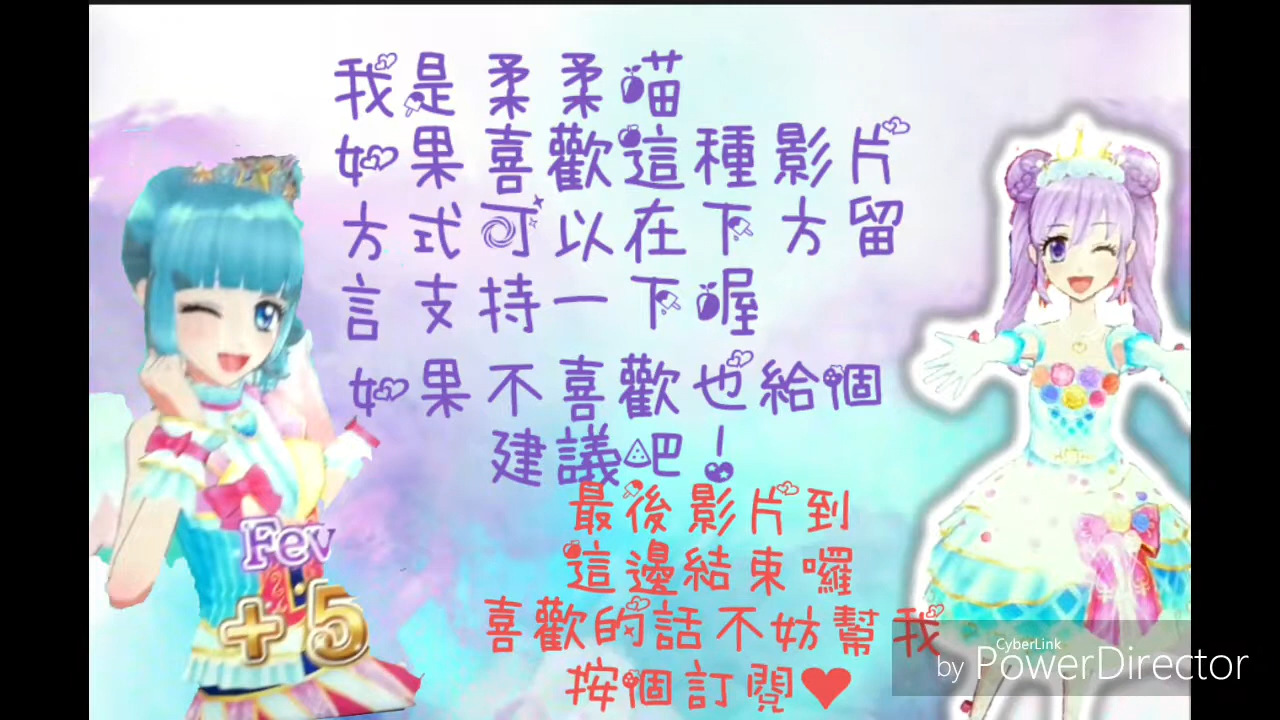 我是柔柔喵
如果喜歡這種影片
方式可以在下方留
言支持一下喔
如果不喜歡也給個
建議吧！
最後影片到
這邊結束囉
喜歡的話不妨幫我
按個訂閱❤
Fev
+5
CyberLink
by PowerDirector